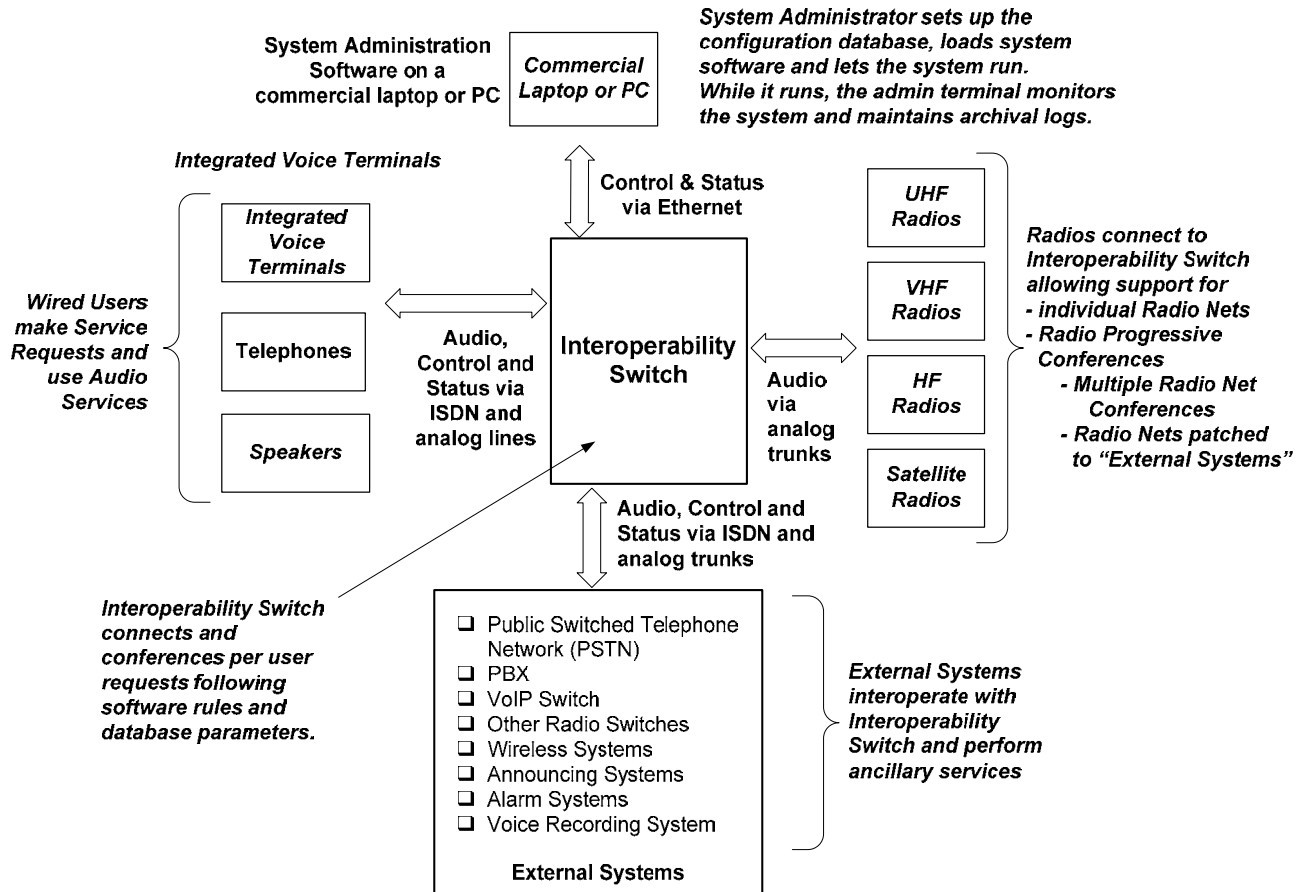 System Administration
Software on a
commercial laptop or PC
Commercial
Laptop or PC
System Administrator sets up the
configuration database, loads system
software and lets the system run.
While it runs, the admin terminal monitors
the system and maintains archival logs.
Integrated Voice Terminals
Control & Status
via Ethernet
Wired Users
make Service
Requests and
use Audio
Services
Integrated
Voice
Terminals
Telephones
Speakers
Audio,
Control and
Status via
ISDN and
analog lines
Interoperability
Switch
Audio
via
analog
trunks
UHF
Radios
VHF
Radios
HF
Radios
Satellite
Radios
Radios connect to
Interoperability Switch
allowing support for
- individual Radio Nets
- Radio Progressive
Conferences
- Multiple Radio Net
Conferences
- Radio Nets patched
to “External Systems”
Audio, Control and
Status via ISDN and
analog trunks
Interoperability Switch
connects and
conferences per user
requests following
software rules and
database parameters.
❑ Public Switched Telephone
Network (PSTN)
❑ PBX
❑ VoIP Switch
❑ Other Radio Switches
❑ Wireless Systems
❑ Announcing Systems
❑ Alarm Systems
❑ Voice Recording System
External Systems
External Systems
interoperate with
Interoperability
Switch and perform
ancillary services